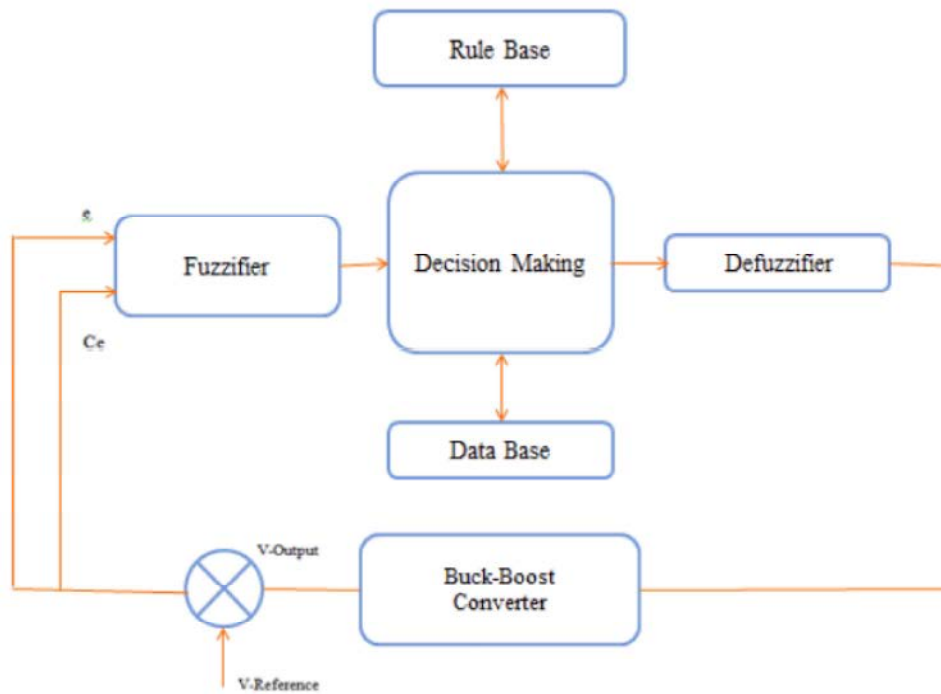 Rule Base
e
Fuzzifier
Decision Making
Defuzzifier
Ce
Data Base
V-Output
Buck-Boost
Converter
V-Reference